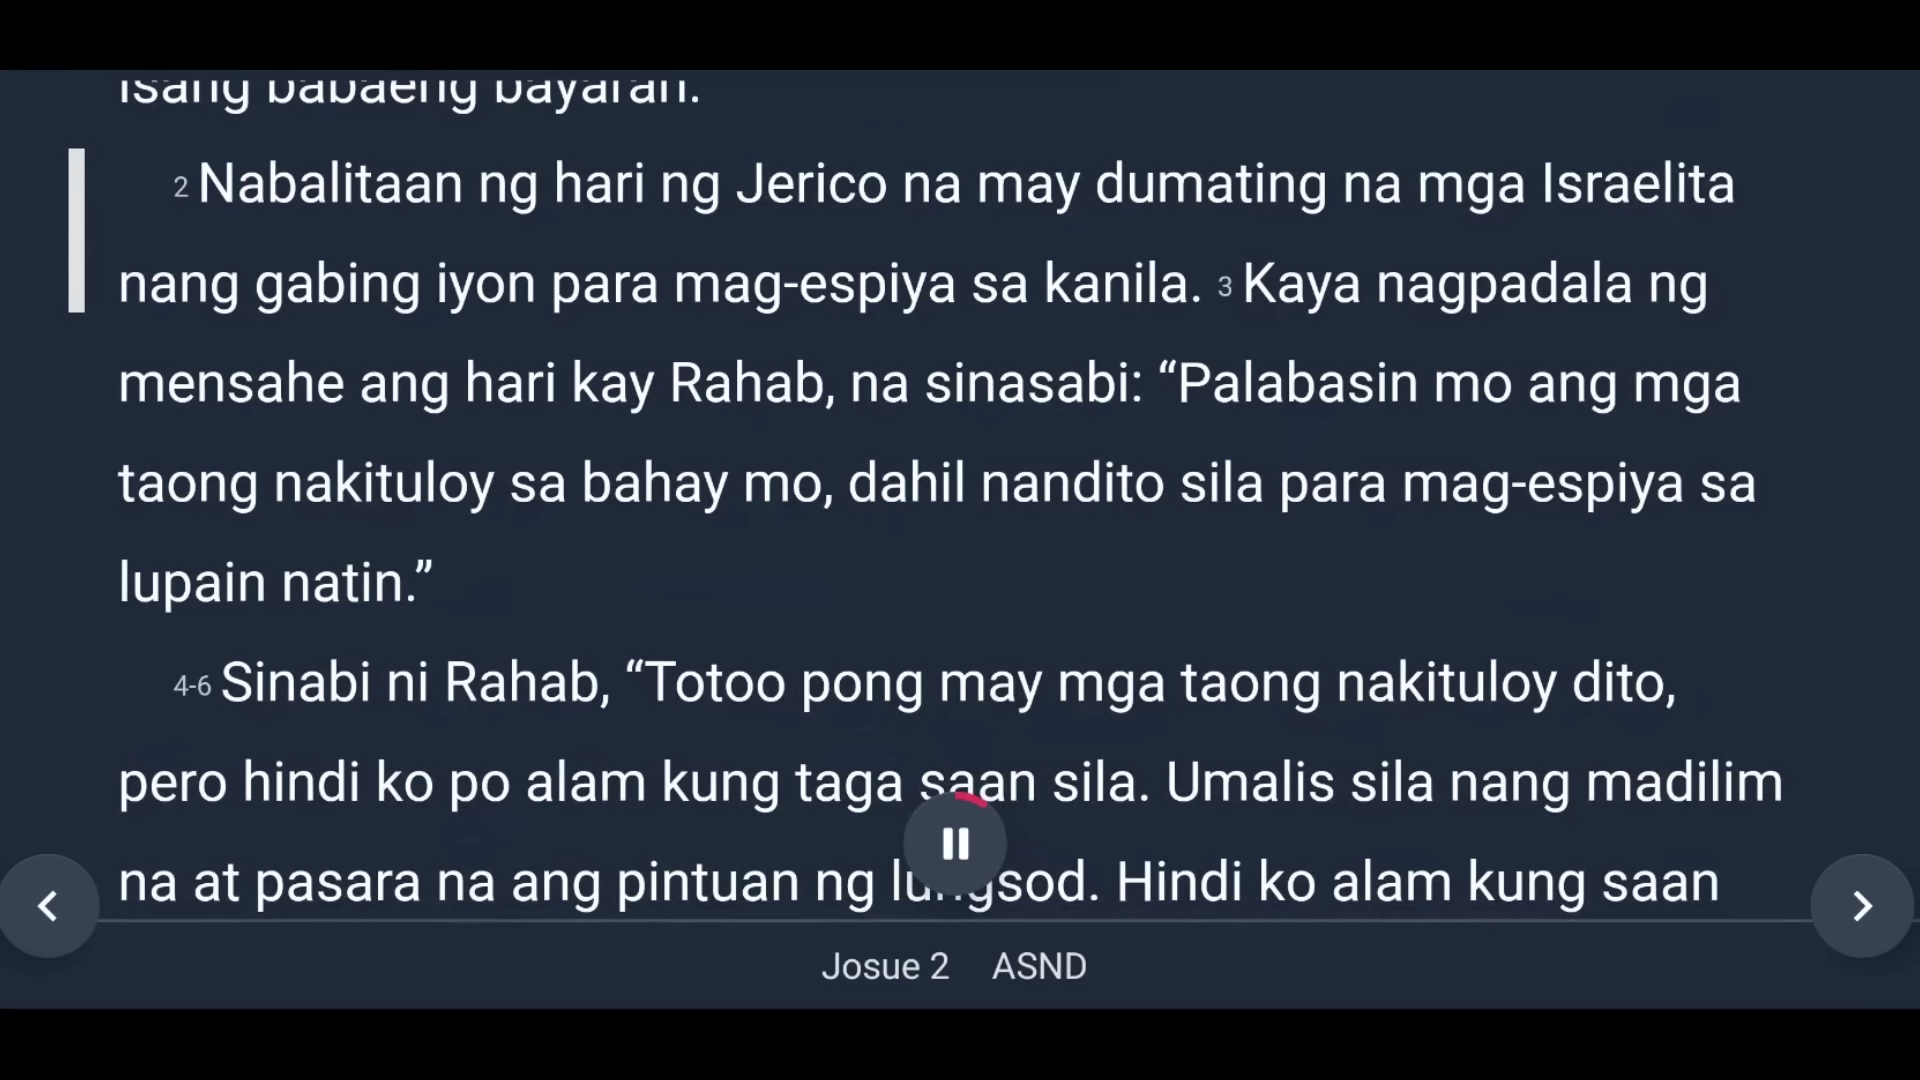 isang babaeng bayaran.
2 Nabalitaan ng hari ng Jerico na may dumating na mga Israelita
nang gabing iyon para mag-espiya sa kanila. 3 Kaya nagpadala ng
mensahe ang hari kay Rahab, na sinasabi: “Palabasin mo ang mga
taong nakituloy sa bahay mo, dahil nandito sila para mag-espiya sa
lupain natin.”
4-6 Sinabi ni Rahab, “Totoo pong may mga taong nakituloy dito,
pero hindi ko po alam kung taga saan sila. Umalis sila nang madilim
na at pasara na ang pintuan ng lungsod. Hindi ko alam kung saan
Josue 2 ASND